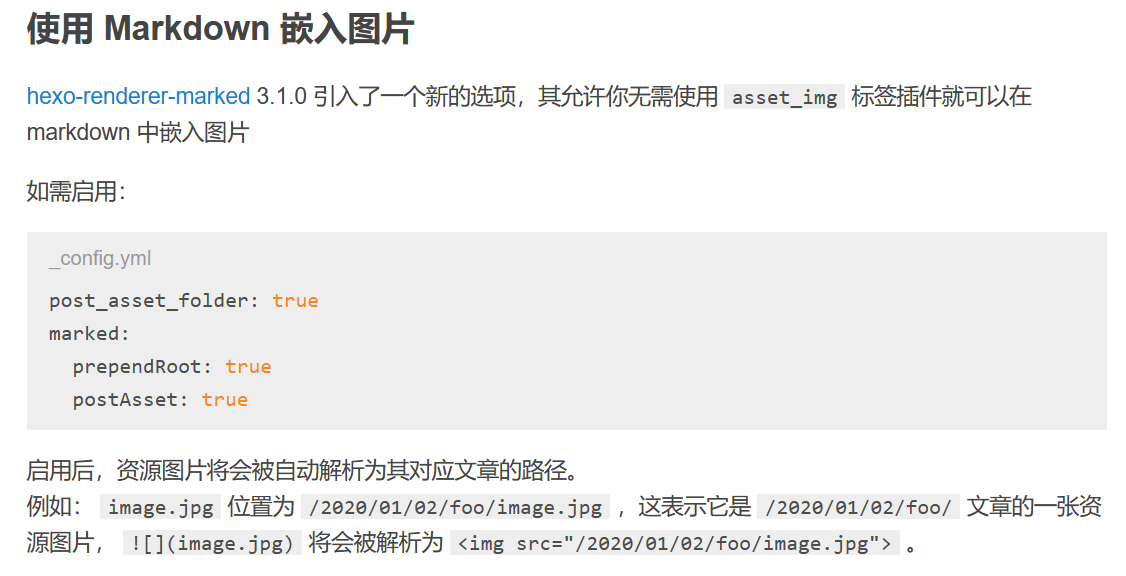 使用 Markdown 嵌入图片
hexo-renderer-marked 3.1.0 引入了一个新的选项，其允许你无需使用 asset_img 标签插件就可以在
markdown 中嵌入图片
如需启用：
_config.yml
post_asset_folder: true
marked:
  prependRoot: true
  postAsset: true
启用后，资源图片将会被自动解析为其对应文章的路径。
例如： image.jpg 位置为 /2020/01/02/foo/image.jpg ，这表示它是 /2020/01/02/foo/ 文章的一张资
源图片， ![](image.jpg) 将会被解析为 <img src="/2020/01/02/foo/image.jpg"> 。